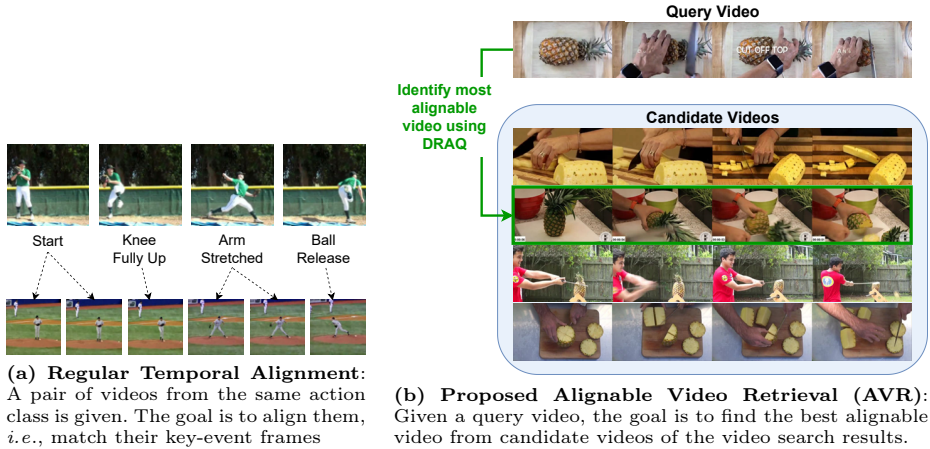 Query Video
CUT OFF TOP
Identify most
alignable
video using
DRAQ
Candidate Videos
Start
Knee
Fully Up
Arm
Stretched
Ball
Release
(a) Regular Temporal Alignment:
A pair of videos from the same action
class is given. The goal is to align them,
i.e., match their key-event frames
(b) Proposed Alignable Video Retrieval (AVR):
Given a query video, the goal is to find the best alignable
video from candidate videos of the video search results.